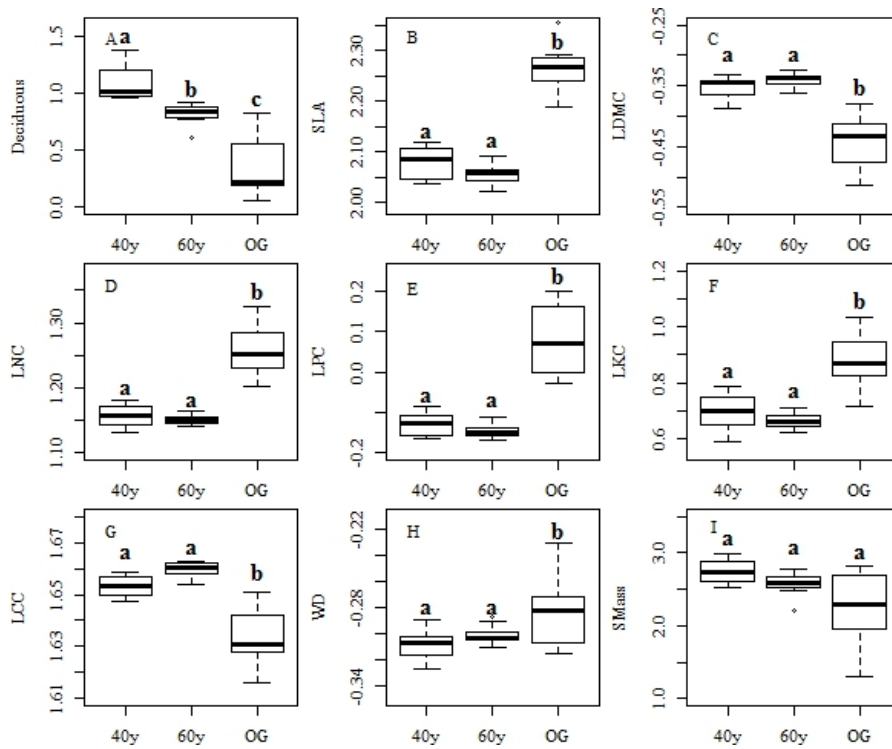 A
a
b
c
Deciduous
0.0 0.5 1.0 1.5
40y 60y OG
B
a
a
b
SLA
2.00 2.10 2.20 2.30
40y 60y OG
C
a
a
b
LDMC
-0.55 -0.45 -0.35 -0.25
40y 60y OG
D
a
a
b
LNC
1.10 1.20 1.30
40y 60y OG
E
a
a
b
LPC
-0.2 0.0 0.1 0.2
40y 60y OG
F
a
a
b
LKC
0.6 0.8 1.0 1.2
40y 60y OG
G
a
a
b
LCC
1.61 1.63 1.65 1.67
40y 60y OG
H
a
a
b
WD
-0.34 -0.28 -0.22
40y 60y OG
I
a
a
a
SMass
1.0 2.0 3.0
40y 60y OG